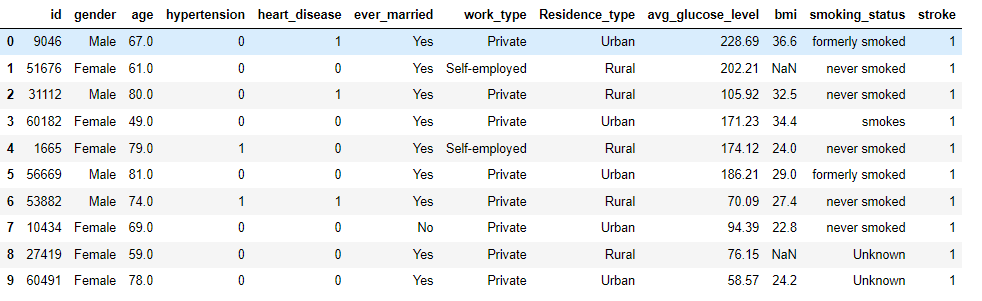 id gender age hypertension heart_disease ever_married work_type Residence_type avg_glucose_level bmi smoking_status stroke
0 9046 Male 67.0 0 1 Yes Private Urban 228.69 36.6 formerly smoked 1
1 51676 Female 61.0 0 0 Yes Self-employed Rural 202.21 NaN never smoked 1
2 31112 Male 80.0 0 1 Yes Private Rural 105.92 32.5 never smoked 1
3 60182 Female 49.0 0 0 Yes Private Urban 171.23 34.4 smokes 1
4 1665 Female 79.0 1 0 Yes Self-employed Rural 174.12 24.0 never smoked 1
5 56669 Male 81.0 0 0 Yes Private Urban 186.21 29.0 formerly smoked 1
6 53882 Male 74.0 1 1 Yes Private Rural 70.09 27.4 never smoked 1
7 10434 Female 69.0 0 0 No Private Urban 94.39 22.8 never smoked 1
8 27419 Female 59.0 0 0 Yes Private Rural 76.15 NaN Unknown 1
9 60491 Female 78.0 0 0 Yes Private Urban 58.57 24.2 Unknown 1